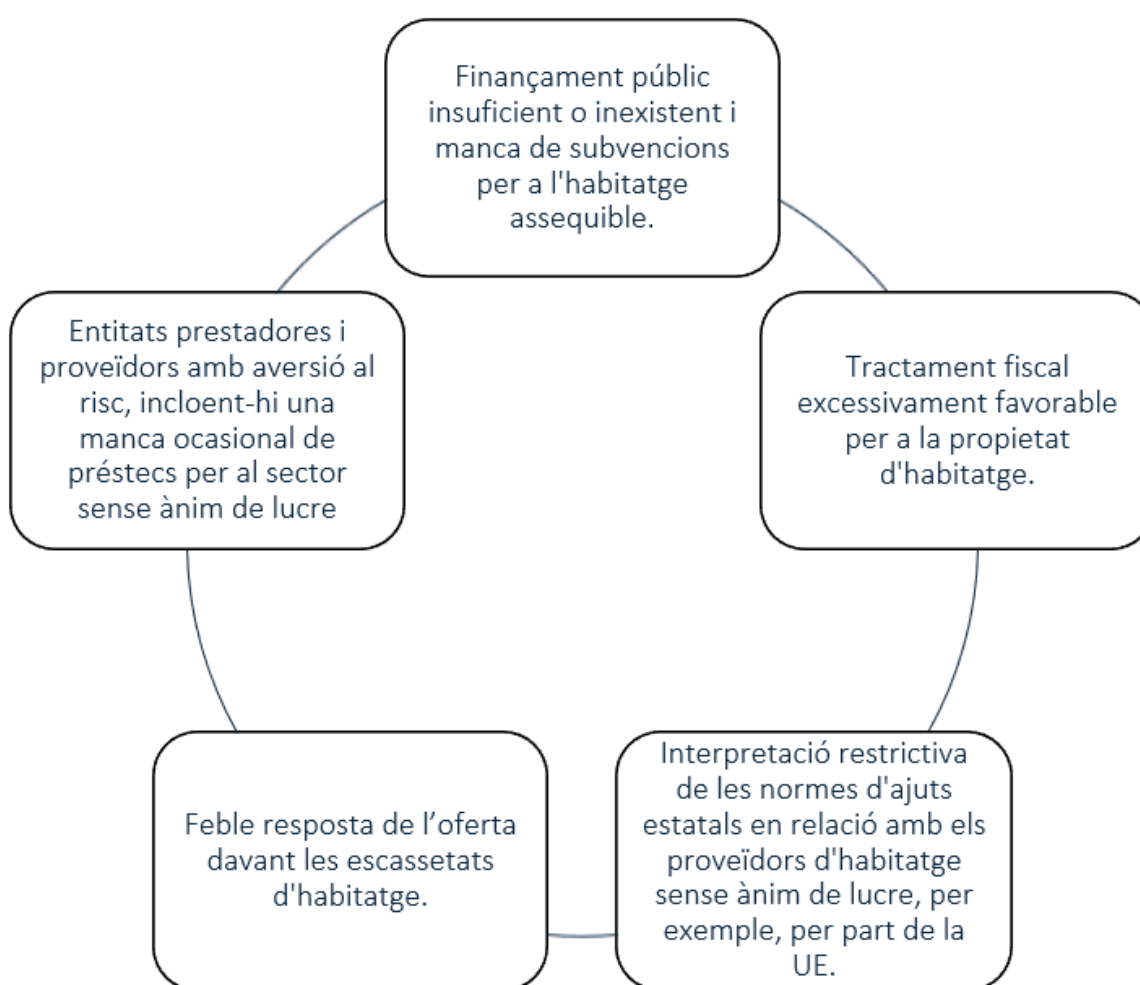 Finançament públic
insuficient o inexistent i
manca de subvencions
per a l'habitatge
assequible.
Tractament fiscal
excessivament favorable
per a la propietat
d'habitatge.
Interpretació restrictiva
de les normes d'ajuts
estatals en relació amb els
proveïdors d'habitatge
sense ànim de lucre, per
exemple, per part de la
UE.
Feble resposta de l’oferta
davant les escassetats
d'habitatge.
Entitats prestadores i
proveïdors amb aversió al
risc, incloent-hi una
manca ocasional de
préstecs per al sector
sense ànim de lucre